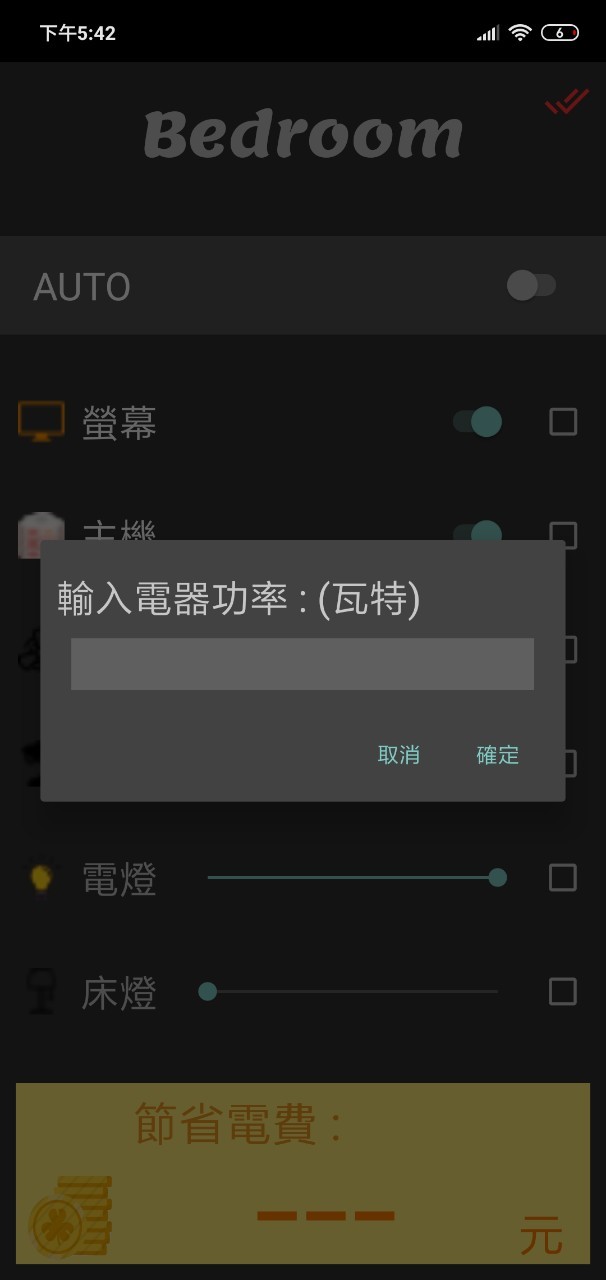 下午5:42
6
Bedroom
AUTO
螢幕
主機
輸入電器功率 : (瓦特)
取消
確定
電燈
床燈
節省電費 :
---
元